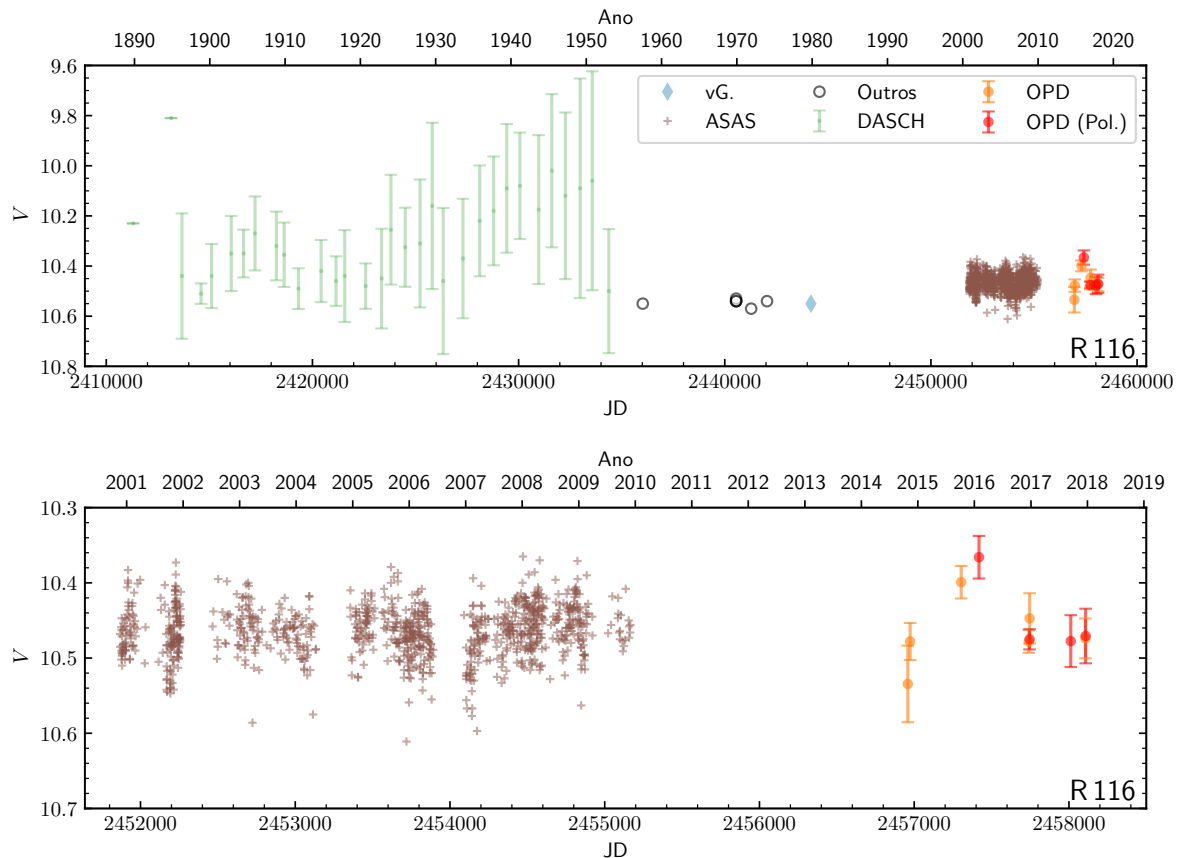 Ano
1890 1900 1910 1920 1930 1940 1950 1960 1970 1980 1990 2000 2010 2020
9.6
9.8
10.0
10.2
10.4
10.6
10.8
V
vG. Outros OPD
ASAS DASCH OPD (Pol.)
R 116
2410000 2420000 2430000 2440000 2450000 2460000
JD
Ano
2001 2002 2003 2004 2005 2006 2007 2008 2009 2010 2011 2012 2013 2014 2015 2016 2017 2018 2019
10.3
10.4
10.5
10.6
10.7
V
R 116
2452000 2453000 2454000 2455000 2456000 2457000 2458000
JD